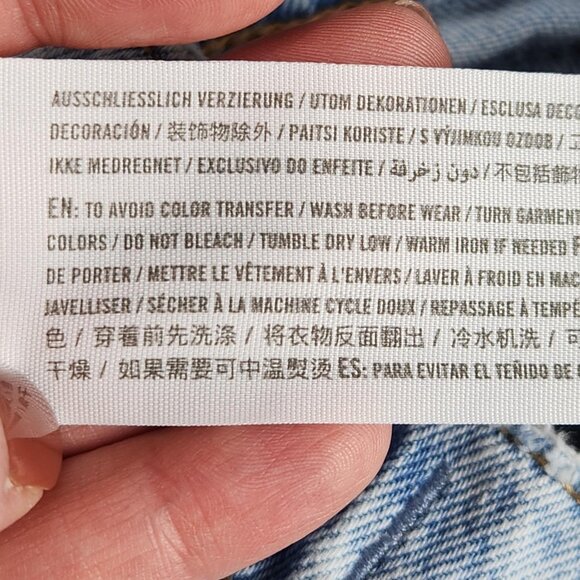 AUSSCHLIESSLICH VERZIERUNG / UTOM DEKORATIONEN / ESCLUSA
DECORACIÓN / 装飾物除外 / PAITSI KORISTE / S VÝJIMKOU OZDOB /
IKKE MEDREGNET / EXCLUSIVO DO ENFEITE / دون زخرفة / 不包括飾物
EN: TO AVOID COLOR TRANSFER / WASH BEFORE WEAR / TURN GARMENT
COLORS / DO NOT BLEACH / TUMBLE DRY LOW / WARM IRON IF NEEDED
DE PORTER / METTRE LE VÊTEMENT À L'ENVERS / LAVER À FROID EN
JAVELLISER / SÉCHER À LA MACHINE CYCLE DOUX / REPASSAGE À
色 / 穿着前先洗涤 / 将衣物反面翻出 / 冷水机洗 / 可
干燥 / 如果需要可中温熨烫 ES: PARA EVITAR EL TEÑIDO DE